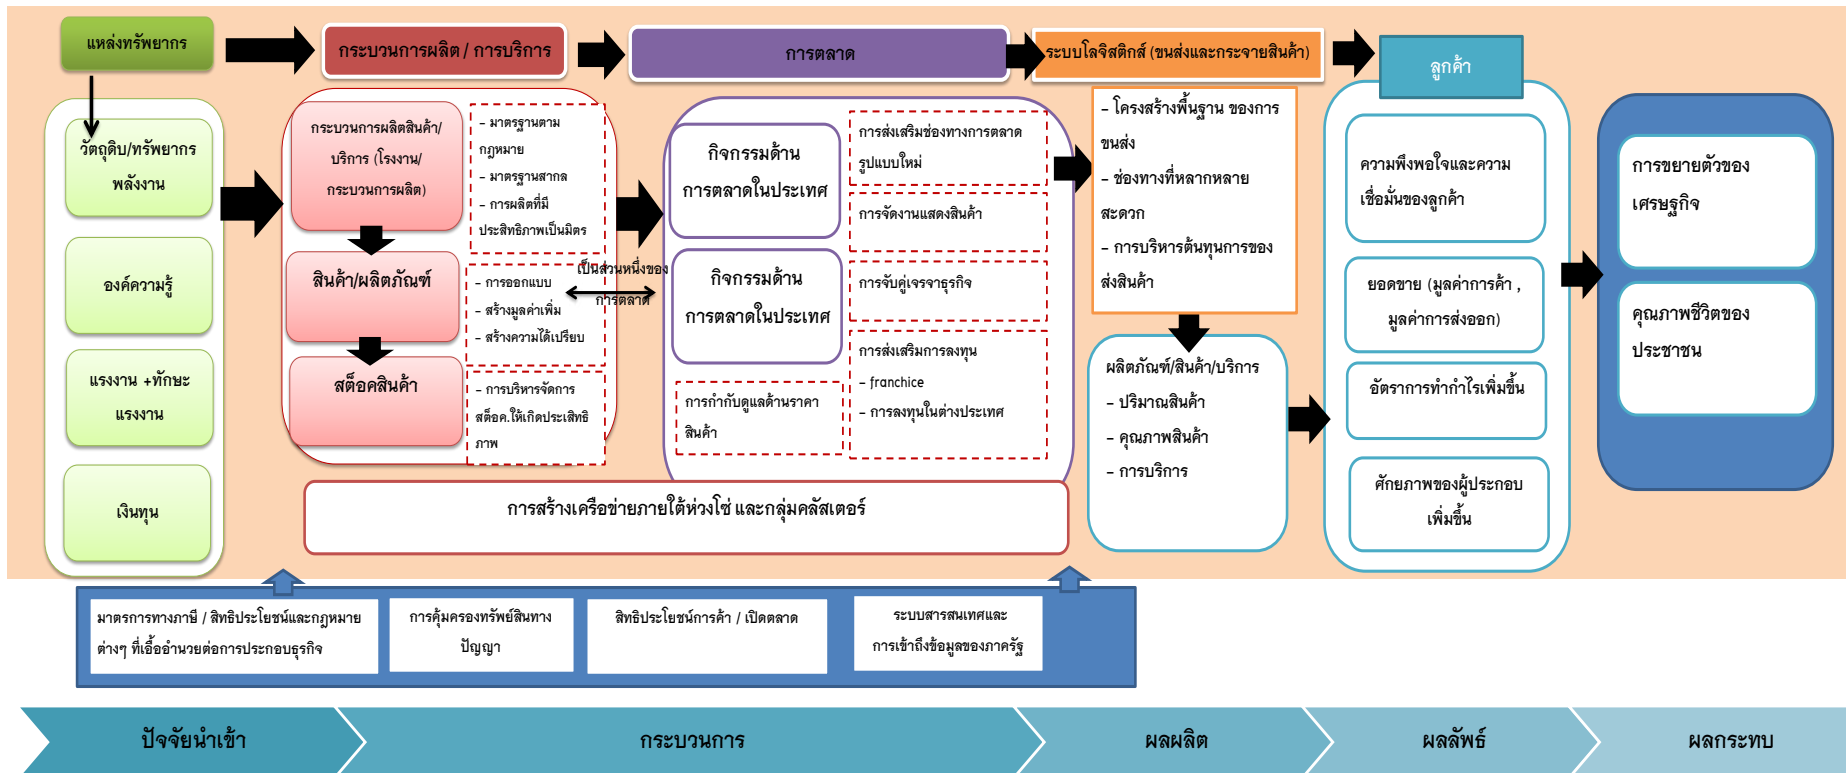 แหล่งทรัพยากร
กระบวนการผลิต / การบริการ
การตลาด
ระบบโลจิสติกส์ (ขนส่งและกระจายสินค้า)
ลูกค้า
วัตถุดิบ/ทรัพยากร
พลังงาน
องค์ความรู้
แรงงาน +ทักษะ
แรงงาน
เงินทุน
กระบวนการผลิตสินค้า/
บริการ (โรงงาน/
กระบวนการผลิต)
สินค้า/ผลิตภัณฑ์
สต็อคสินค้า
– มาตรฐานตาม
กฎหมาย
– มาตรฐานสากล
– การผลิตที่มี
ประสิทธิภาพเป็นมิตร
– การออกแบบ
– สร้างมูลค่าเพิ่ม
– สร้างความได้เปรียบ
– การบริหารจัดการ
สต็อค.ให้เกิดประเสิทธิ
ภาพ
เป็นส่วนหนึ่งของ
การตลาด
กิจกรรมด้าน
การตลาดในประเทศ
กิจกรรมด้าน
การตลาดในประเทศ
การกำกับดูแลด้านราคา
สินค้า
การส่งเสริมช่องทางการตลาด
รูปแบบใหม่
การจัดงานแสดงสินค้า
การจับคู่เจรจาธุรกิจ
การส่งเสริมการลงทุน
– franchice
– การลงทุนในต่างประเทศ
การสร้างเครือข่ายภายใต้ห่วงโซ่ และกลุ่มคลัสเตอร์
– โครงสร้างพื้นฐาน ของการ
ขนส่ง
– ช่องทางที่หลากหลาย
สะดวก
– การบริหารต้นทุนการของ
ส่งสินค้า
ผลิตภัณฑ์/สินค้า/บริการ
– ปริมาณสินค้า
– คุณภาพสินค้า
– การบริการ
ความพึงพอใจและความ
เชื่อมั่นของลูกค้า
ยอดขาย (มูลค่าการค้า ,
มูลค่าการส่งออก)
อัตราการทำกำไรเพิ่มขึ้น
ศักยภาพของผู้ประกอบ
เพิ่มขึ้น
การขยายตัวของ
เศรษฐกิจ
คุณภาพชีวิตของ
ประชาชน
มาตรการทางภาษี / สิทธิประโยชน์และกฎหมาย
ต่างๆ ที่เอื้ออำนวยต่อการประกอบธุรกิจ
การคุ้มครองทรัพย์สินทาง
ปัญญา
สิทธิประโยชน์การค้า / เปิดตลาด
ระบบสารสนเทศและ
การเข้าถึงข้อมูลของภาครัฐ
ปัจจัยนำเข้า
กระบวนการ
ผลผลิต
ผลลัพธ์
ผลกระทบ